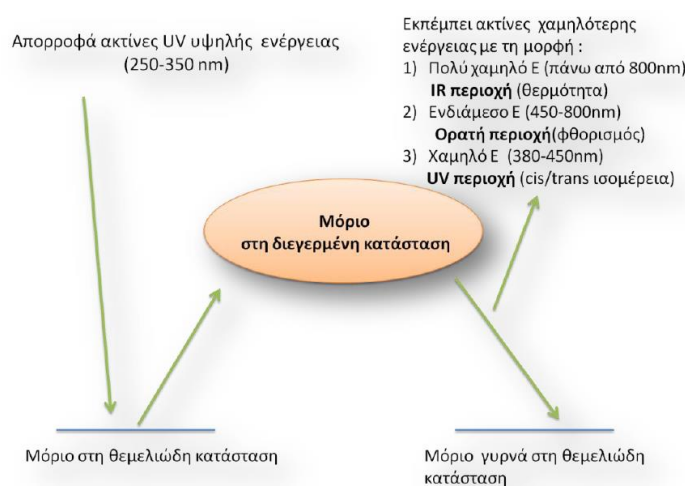 Απορροφά ακτίνες UV υψηλής ενέργειας
(250-350 nm)
Εκπέμπει ακτίνες χαμηλότερης
ενέργειας με τη μορφή :
1) Πολύ χαμηλό Ε (πάνω από 800nm)
IR περιοχή (θερμότητα)
2) Ενδιάμεσο Ε (450-800nm)
Ορατή περιοχή(φθορισμός)
3) Χαμηλό Ε (380-450nm)
UV περιοχή (cis/trans ισομέρεια)
Μόριο
στη διεγερμένη κατάσταση
Μόριο στη θεμελιώδη κατάσταση
Μόριο γυρνά στη θεμελιώδη
κατάσταση